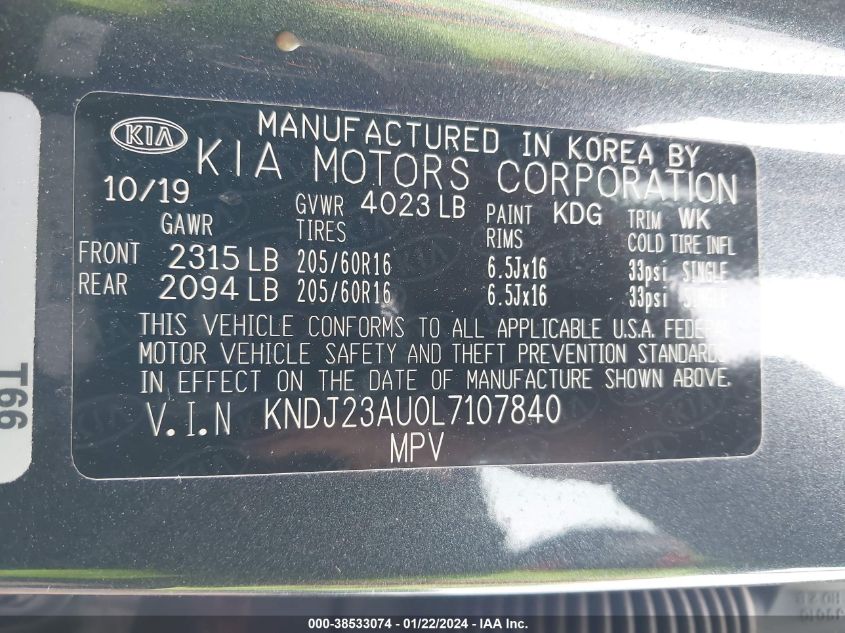 KIA
MANUFACTURED IN KOREA BY
KIA MOTORS CORPORATION
10/19
GVWR 4023 LB PAINT KDG TRIM WK
GAWR TIRES RIMS COLD TIRE INFL
FRONT 2315 LB 205/60R16 6.5Jx16 33psi, SINGLE
REAR 2094 LB 205/60R16 6.5Jx16 33psi, SINGLE
THIS VEHICLE CONFORMS TO ALL APPLICABLE U.S.A. FEDERAL
MOTOR VEHICLE SAFETY AND THEFT PREVENTION STANDARDS
IN EFFECT ON THE DATE OF MANUFACTURE SHOWN ABOVE.
V.I.N KNDJ23AU0L7107840
MPV
T66
000-38533074 - 01/22/2024 - IAA Inc.